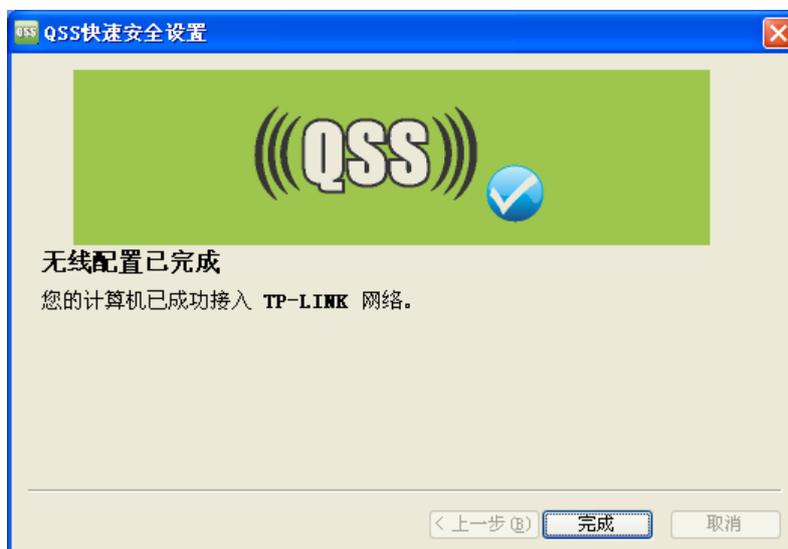 QSS QSS快速安全设置
QSS
无线配置已完成
您的计算机已成功接入 TP-LINK 网络。
< 上一步(B) 完成 取消